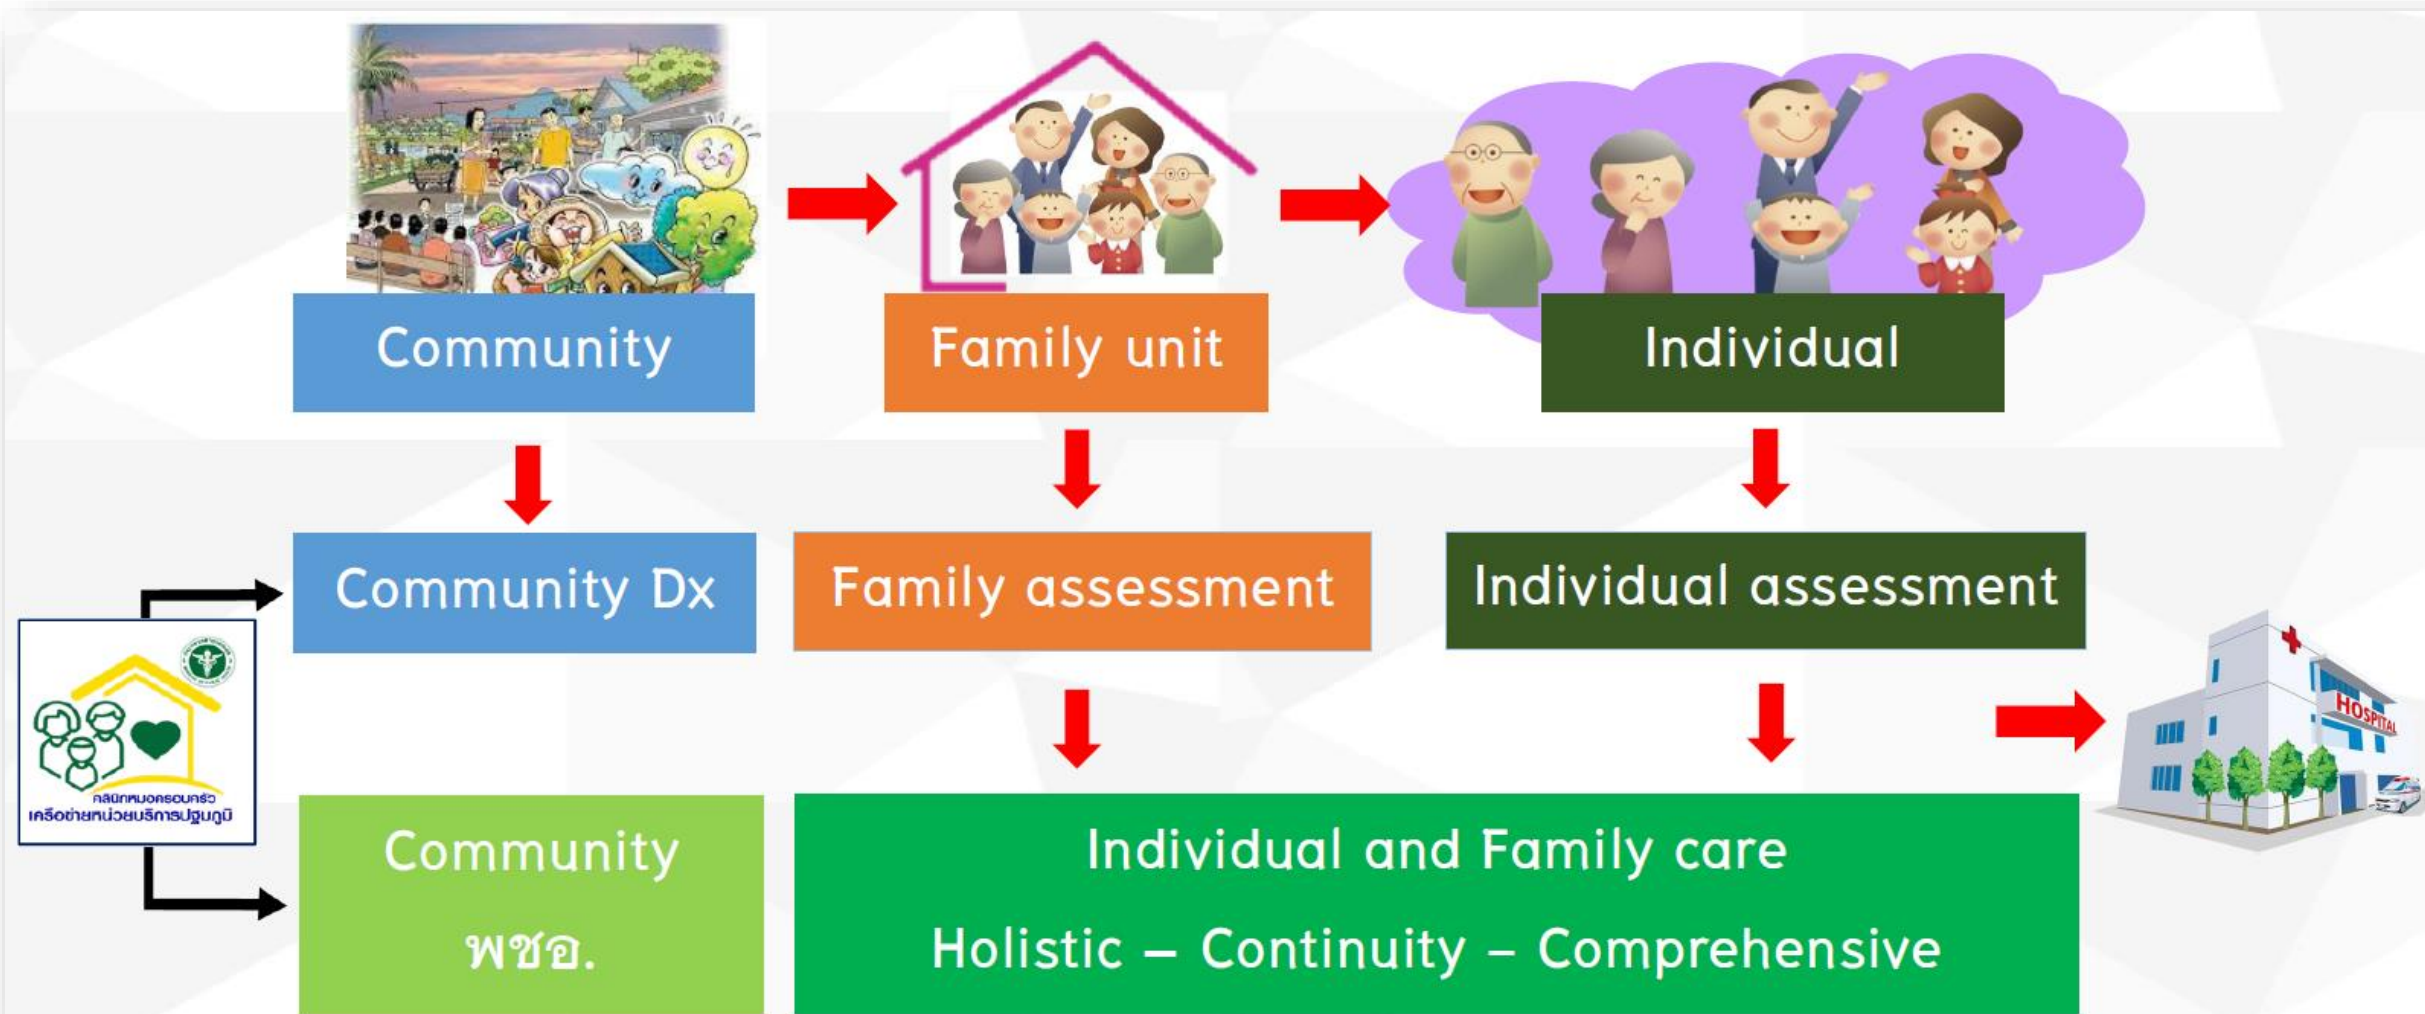 Community
Family unit
Individual
Community Dx
Family assessment
Individual assessment
HOSPITAL
คลินิกหมอครอบครัว
เครือข่ายหน่วยบริการปฐมภูมิ
Community
พชอ.
Individual and Family care
Holistic – Continuity – Comprehensive